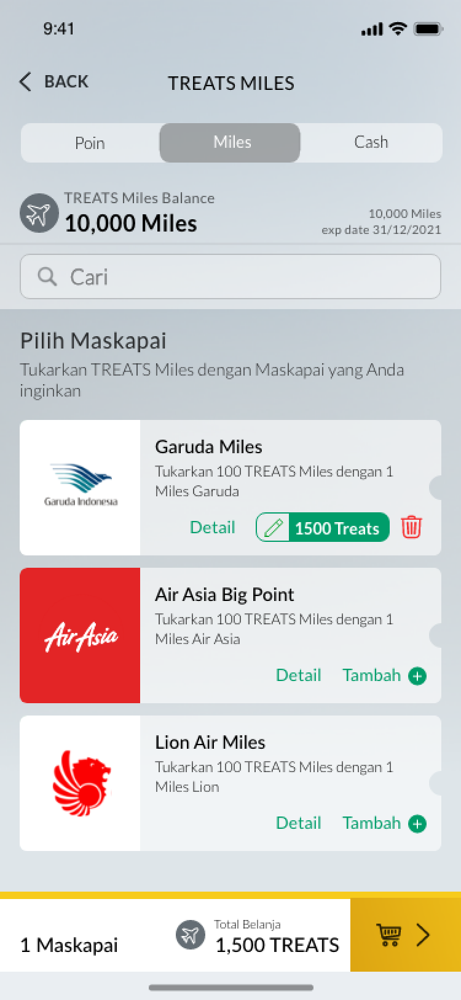 9:41
BACK
TREATS MILES
Poin
Miles
Cash
TREATS Miles Balance
10,000 Miles
10,000 Miles
exp date 31/12/2021
Cari
Pilih Maskapai
Tukarkan TREATS Miles dengan Maskapai yang Anda
inginkan
Garuda Indonesia
Garuda Miles
Tukarkan 100 TREATS Miles dengan 1
Miles Garuda
Detail
1500 Treats
AirAsia
Air Asia Big Point
Tukarkan 100 TREATS Miles dengan 1
Miles Air Asia
Detail
Tambah
Lion Air Miles
Tukarkan 100 TREATS Miles dengan 1
Miles Lion
Detail
Tambah
1 Maskapai
Total Belanja
1,500 TREATS